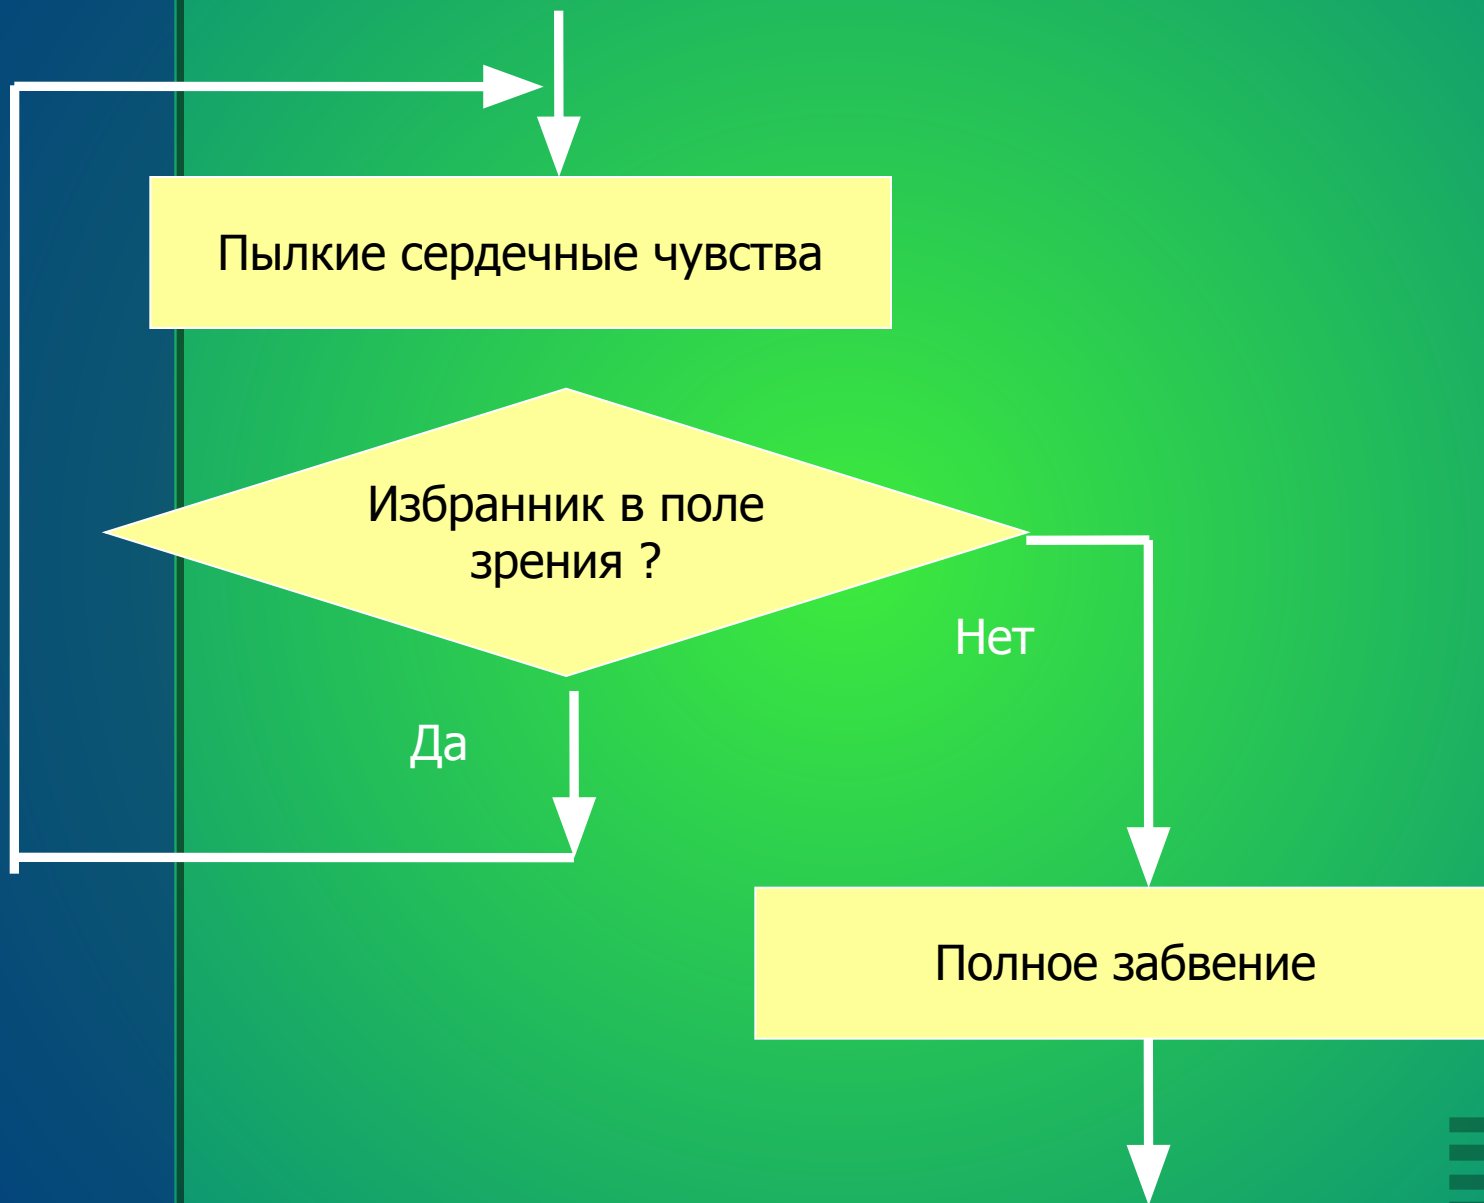 Пылкие сердечные чувства
Избранник в поле
зрения ?
Нет
Да
Полное забвение